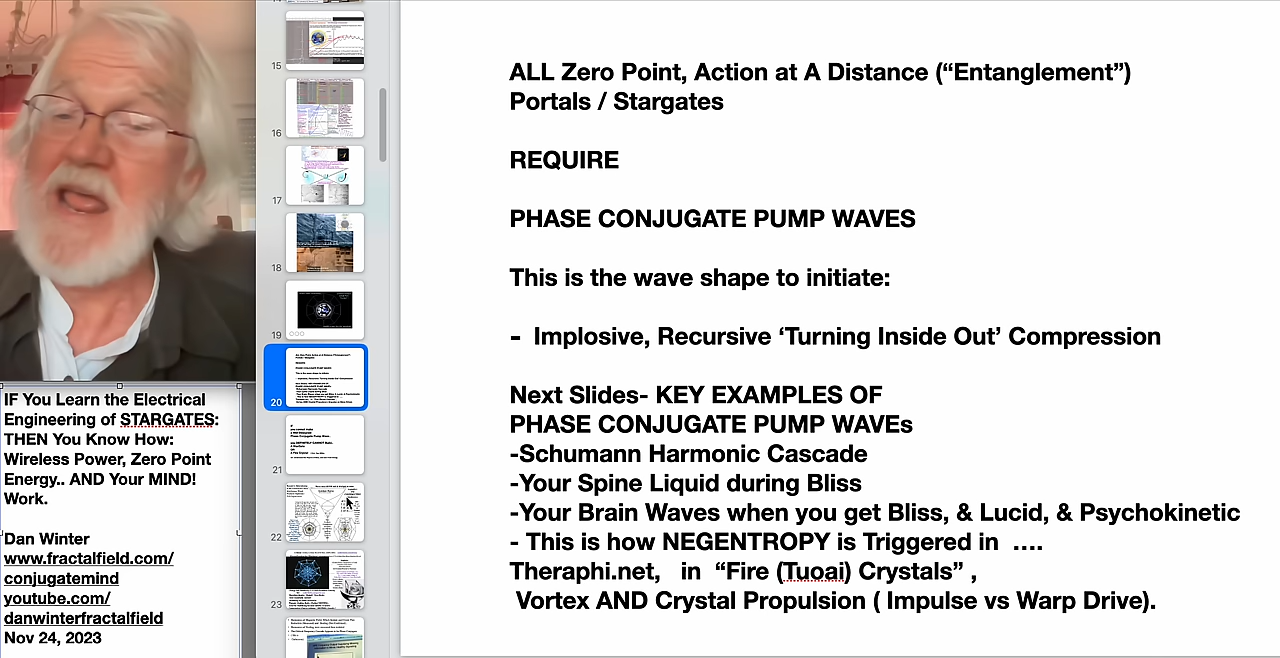 ALL Zero Point, Action at A Distance (“Entanglement”)
Portals / Stargates
REQUIRE
PHASE CONJUGATE PUMP WAVES
This is the wave shape to initiate:
- Implosive, Recursive ‘Turning Inside Out’ Compression
Next Slides- KEY EXAMPLES OF
PHASE CONJUGATE PUMP WAVEs
-Schumann Harmonic Cascade
-Your Spine Liquid during Bliss
-Your Brain Waves when you get Bliss, & Lucid, & Psychokinetic
- This is how NEGENTROPY is Triggered in ....
Theraphi.net, in “Fire (Tuoai) Crystals” ,
Vortex AND Crystal Propulsion ( Impulse vs Warp Drive).
15
16
17
18
19
20
21
22
23
IF You Learn the Electrical
Engineering of STARGATES:
THEN You Know How:
Wireless Power, Zero Point
Energy.. AND Your MIND!
Work.
Dan Winter
www.fractalfield.com/
conjugatemind
youtube.com/
danwinterfractalfield
Nov 24, 2023